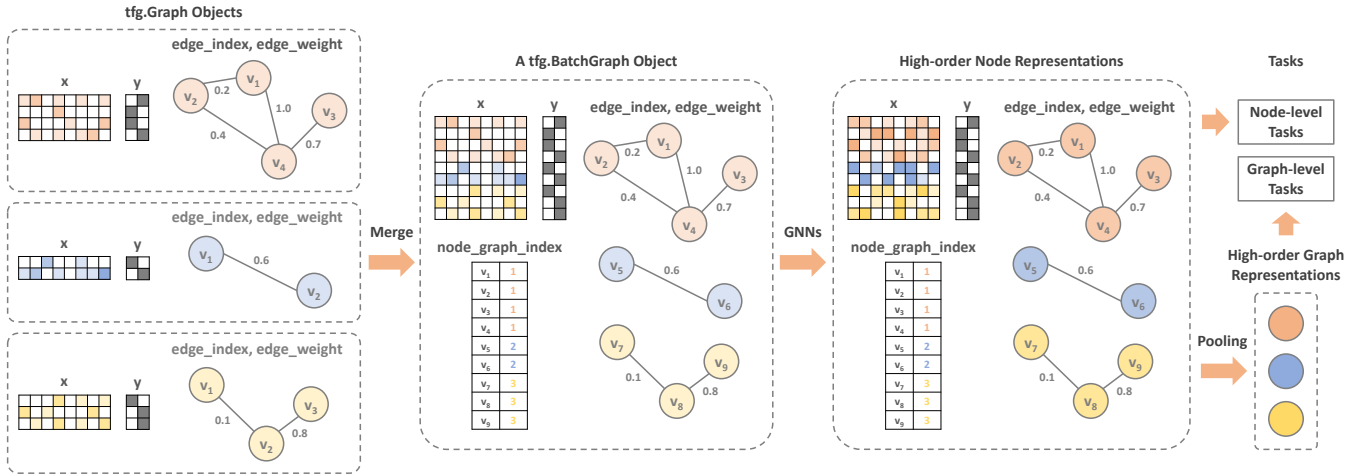 tfg.Graph Objects
edge_index, edge_weight
x
y
v1
v2
v3
v4
0.2
1.0
0.4
0.7
edge_index, edge_weight
x
y
v1
v2
0.6
edge_index, edge_weight
x
y
v1
v2
v3
0.1
0.8
Merge
A tfg.BatchGraph Object
x
y
edge_index, edge_weight
v1
v2
v3
v4
0.2
1.0
0.4
0.7
v5
v6
0.6
v7
v8
v9
0.1
0.8
node_graph_index
v1 1
v2 1
v3 1
v4 1
v5 2
v6 2
v7 3
v8 3
v9 3
GNNs
High-order Node Representations
x
y
edge_index, edge_weight
v1
v2
v3
v4
0.2
1.0
0.4
0.7
v5
v6
0.6
v7
v8
v9
0.1
0.8
node_graph_index
v1 1
v2 1
v3 1
v4 1
v5 2
v6 2
v7 3
v8 3
v9 3
Pooling
Tasks
Node-level
Tasks
Graph-level
Tasks
High-order Graph
Representations